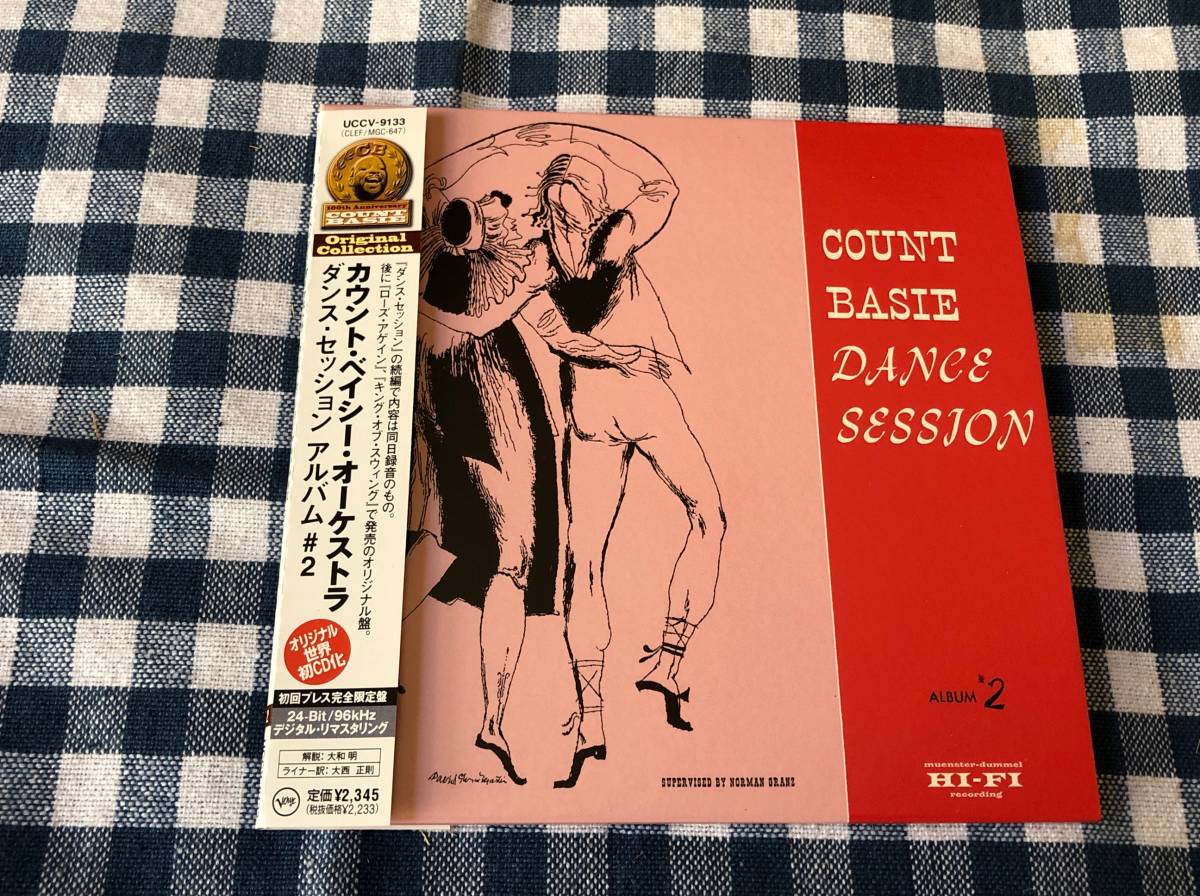 UCCV-9133
(CLEF/MGC-647)
CB
100th Anniversary
COUNT
BASIE
Original
Collection
「ダンス・セッション」の続編で内容は同日録音のもの。
後に「ローズ・アゲイン」、「キング・オブ・スウィング」で発売のオリジナル盤。
カウント・ベイシー・オーケストラ
ダンス・セッション アルバム #2
オリジナル
世界
初CD化
初回プレス完全限定盤
24-Bit/96kHz
デジタル・リマスタリング
解説:大和 明
ライナー訳:大西 正則
Verve
定価¥2,345
(税抜価格¥2,233)
COUNT
BASIE
DANCE
SESSION
ALBUM #2
SUPERVISED BY NORMAN GRANZ
muenster-dummel
HI-FI
recording